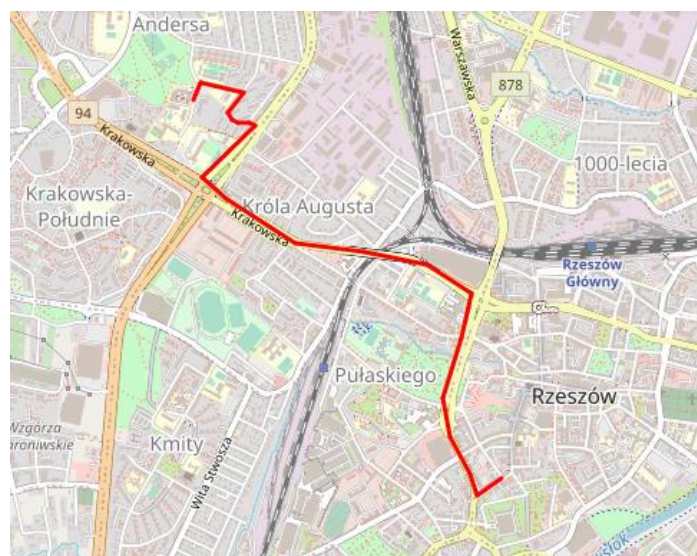 Andersa
Warszawska
878
94
Krakowska
1000-lecia
Krakowska-
Południe
Króla Augusta
Krakowska
Rzeszów
Główny
Pułaskiego
Rzeszów
Wzgórza
Kmity
Wita Stwosza